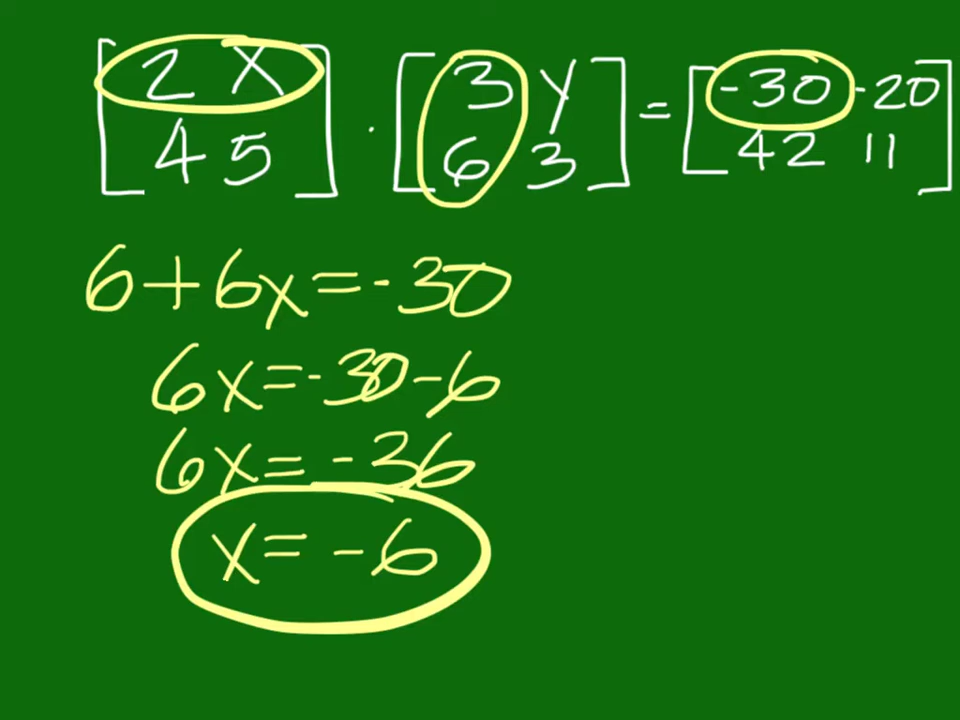 [2 X] · [3 y] = [-30 -20]
[4 5] [6 3] [42 11]
6+6x=-30
6x=-30-6
6x=-36
x=-6